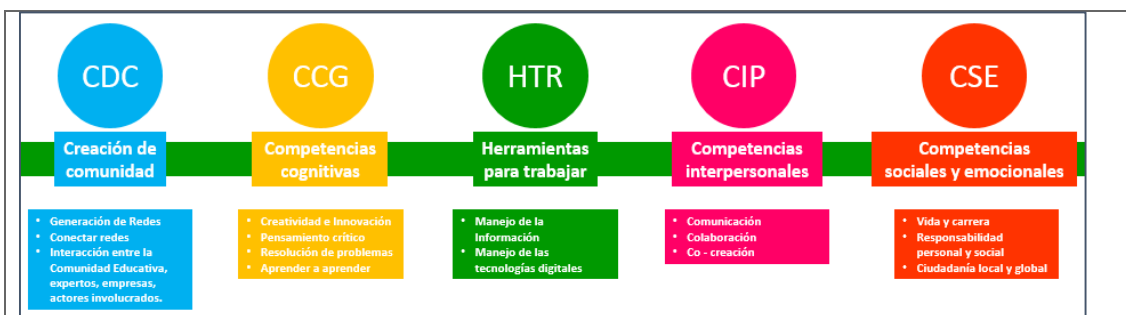 CDC
Creación de
comunidad
• Generación de Redes
• Conectar redes
• Interacción entre la
Comunidad Educativa,
expertos, empresas,
actores involucrados.
CCG
Competencias
cognitivas
• Creatividad e Innovación
• Pensamiento crítico
• Resolución de problemas
• Aprender a aprender
HTR
Herramientas
para trabajar
• Manejo de la
Información
• Manejo de las
tecnologías digitales
CIP
Competencias
interpersonales
• Comunicación
• Colaboración
• Co - creación
CSE
Competencias
sociales y emocionales
• Vida y carrera
• Responsabilidad
personal y social
• Ciudadanía local y global